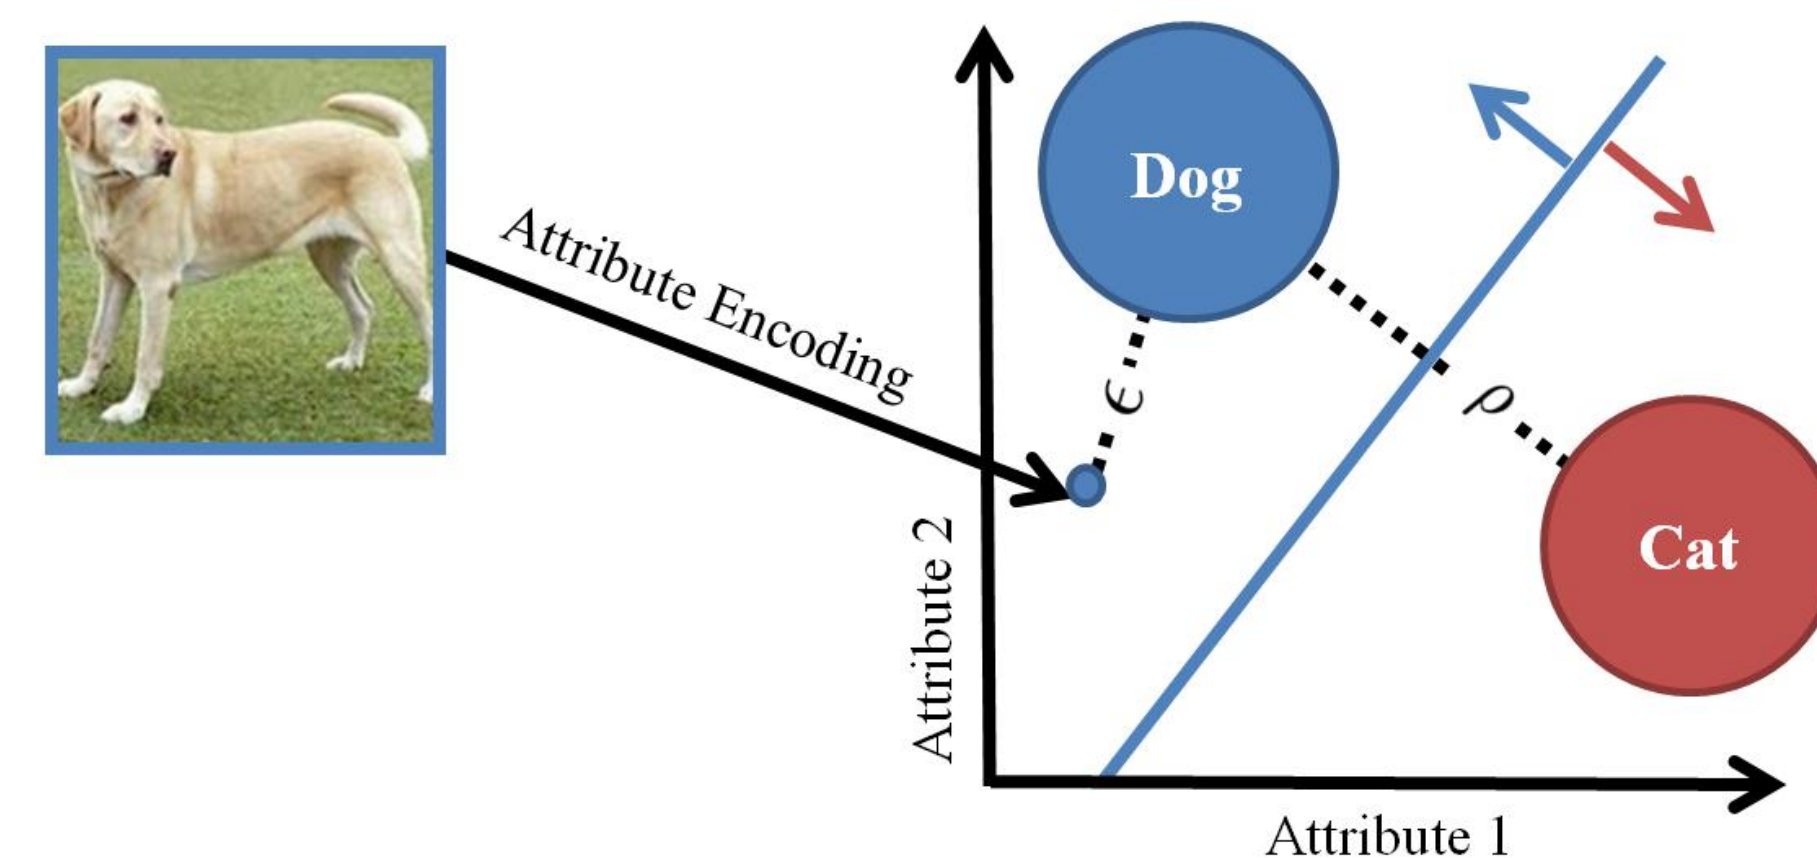 Attribute Encoding
Dog
ϵ
ρ
Cat
Attribute 2
Attribute 1